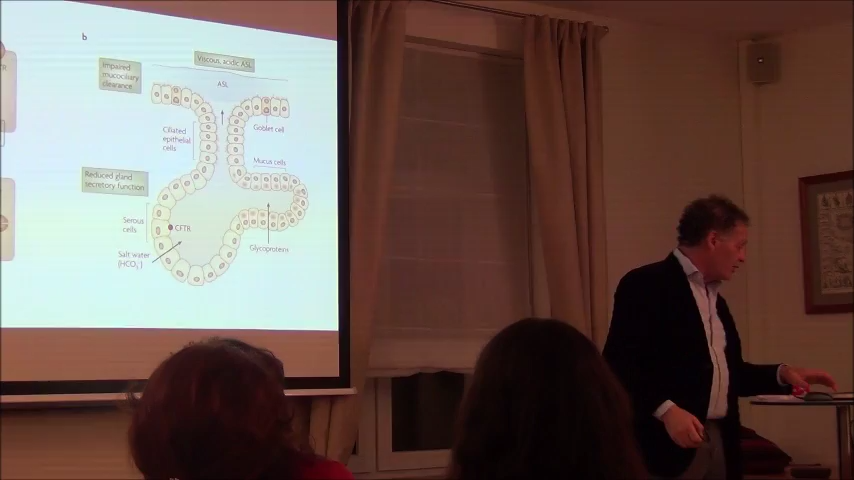 b
Viscous, acidic ASL
Impaired
mucociliary
clearance
ASL
Goblet cell
Ciliated
epithelial
cells
Mucus cells
Reduced gland
secretory function
Serous
cells
CFTR
Salt water
(HCO₃⁻)
Glycoproteins